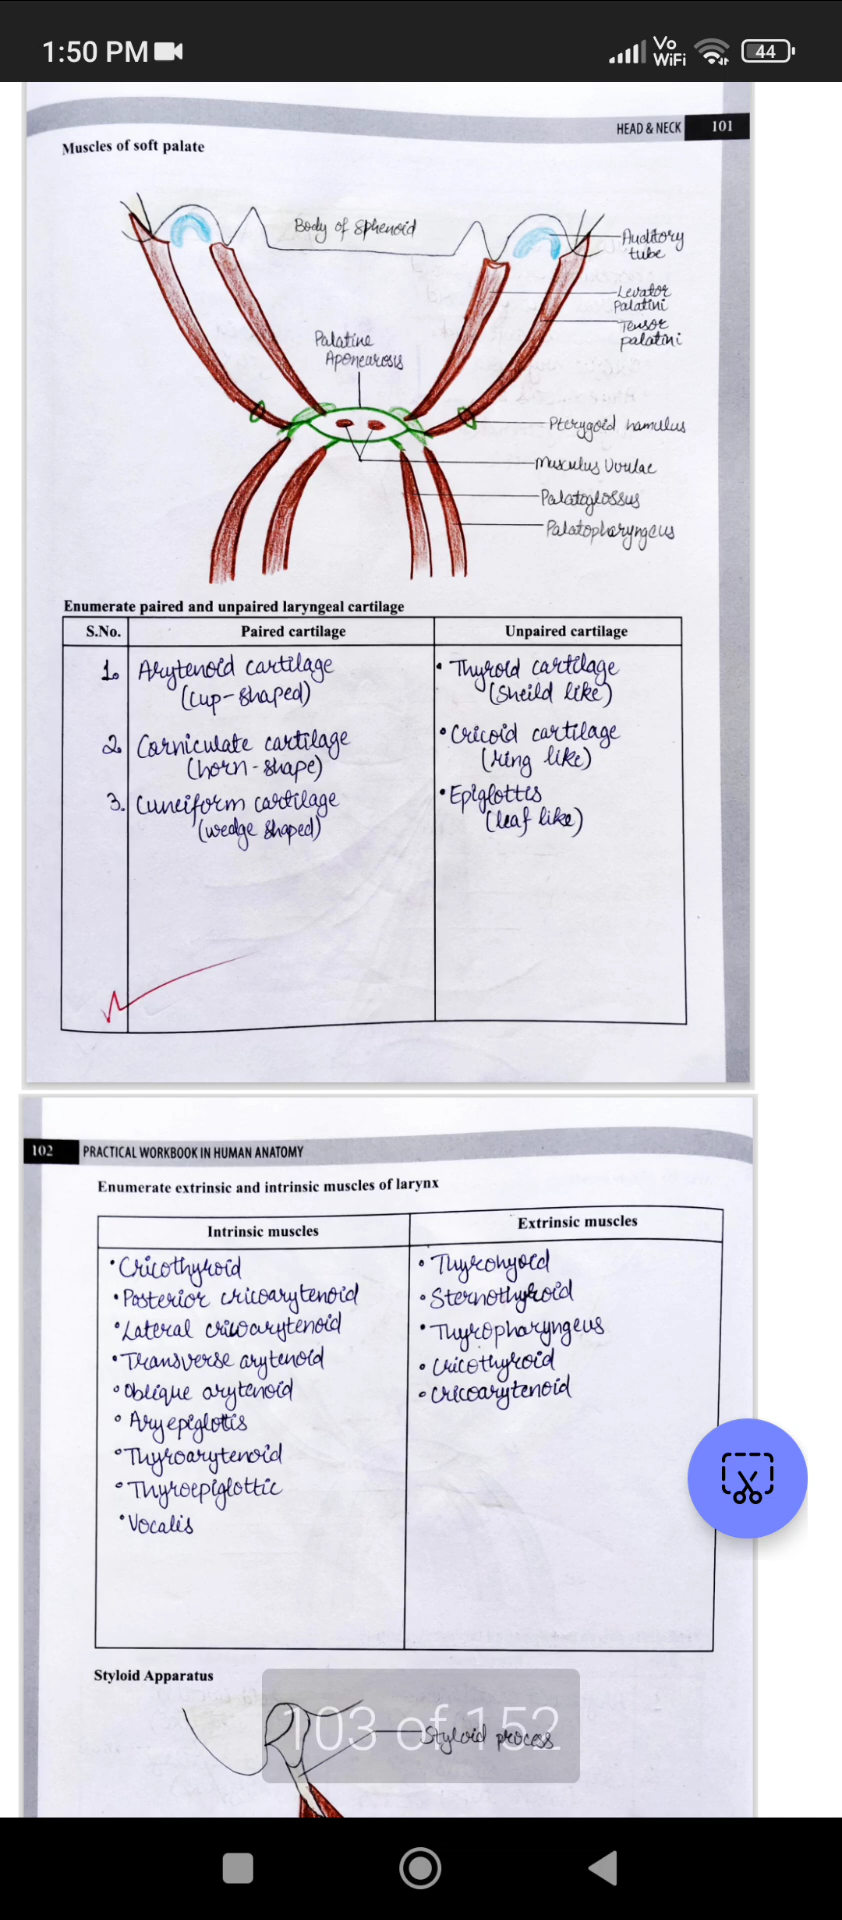 1:50 PM
Vo
WiFi
44
HEAD & NECK 101
Muscles of soft palate
Body of Sphenoid
Auditory
tube
Levator
Palatini
Tensor
palatini
Palatine
Aponeurosis
Pterygoid hamulus
Musculus Uvulae
Palatoglossus
Palatopharyngeus
Enumerate paired and unpaired laryngeal cartilage
S.No. Paired cartilage Unpaired cartilage
1. Arytenoid cartilage • Thyroid cartilage
(cup-shaped) (Sheild like)
2. Corniculate cartilage • Cricoid cartilage
(horn-shape) (ring like)
3. Cuneiform cartilage • Epiglottis
(wedge shaped) (leaf like)
102 PRACTICAL WORKBOOK IN HUMAN ANATOMY
Enumerate extrinsic and intrinsic muscles of larynx
Intrinsic muscles Extrinsic muscles
• Cricothyroid • Thyrohyoid
• Posterior cricoarytenoid • Sternothyroid
• Lateral cricoarytenoid • Thyropharyngeus
• Transverse arytenoid • Cricothyroid
• Oblique arytenoid • Cricoarytenoid
• Aryepiglottis
• Thyroarytenoid
• Thyroepiglottic
• Vocalis
Styloid Apparatus
103 of 152
Styloid process